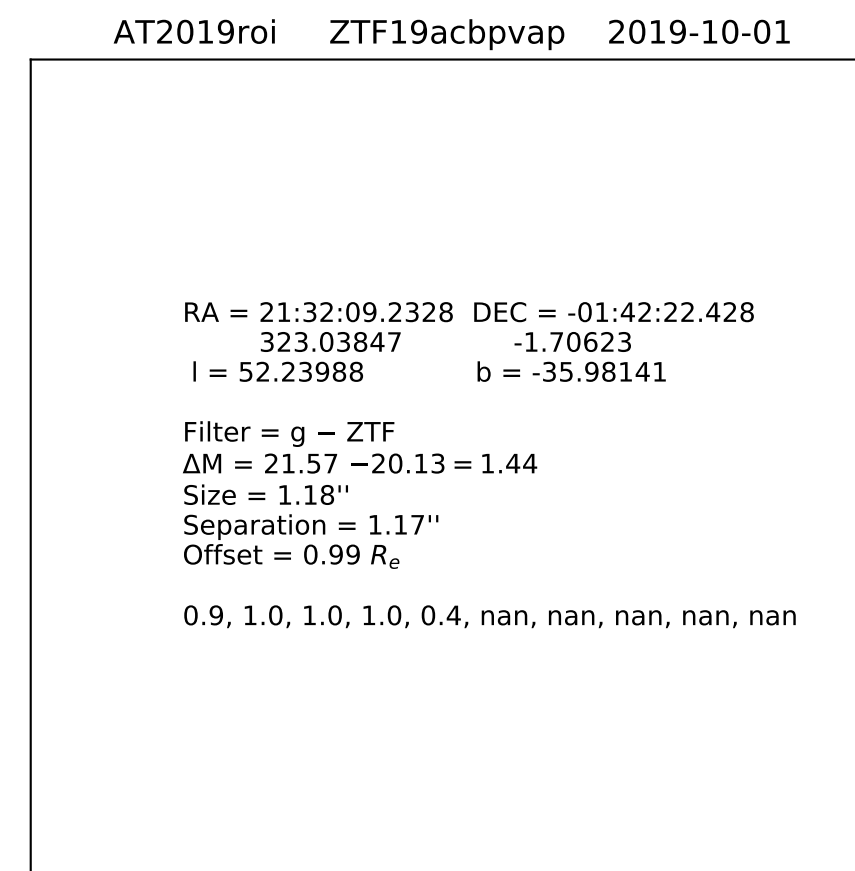 AT2019roi ZTF19acbpvap 2019-10-01
RA = 21:32:09.2328 DEC = -01:42:22.428
323.03847 -1.70623
l = 52.23988 b = -35.98141
Filter = g − ZTF
ΔM = 21.57 −20.13 = 1.44
Size = 1.18''
Separation = 1.17''
Offset = 0.99 Re
0.9, 1.0, 1.0, 1.0, 0.4, nan, nan, nan, nan, nan